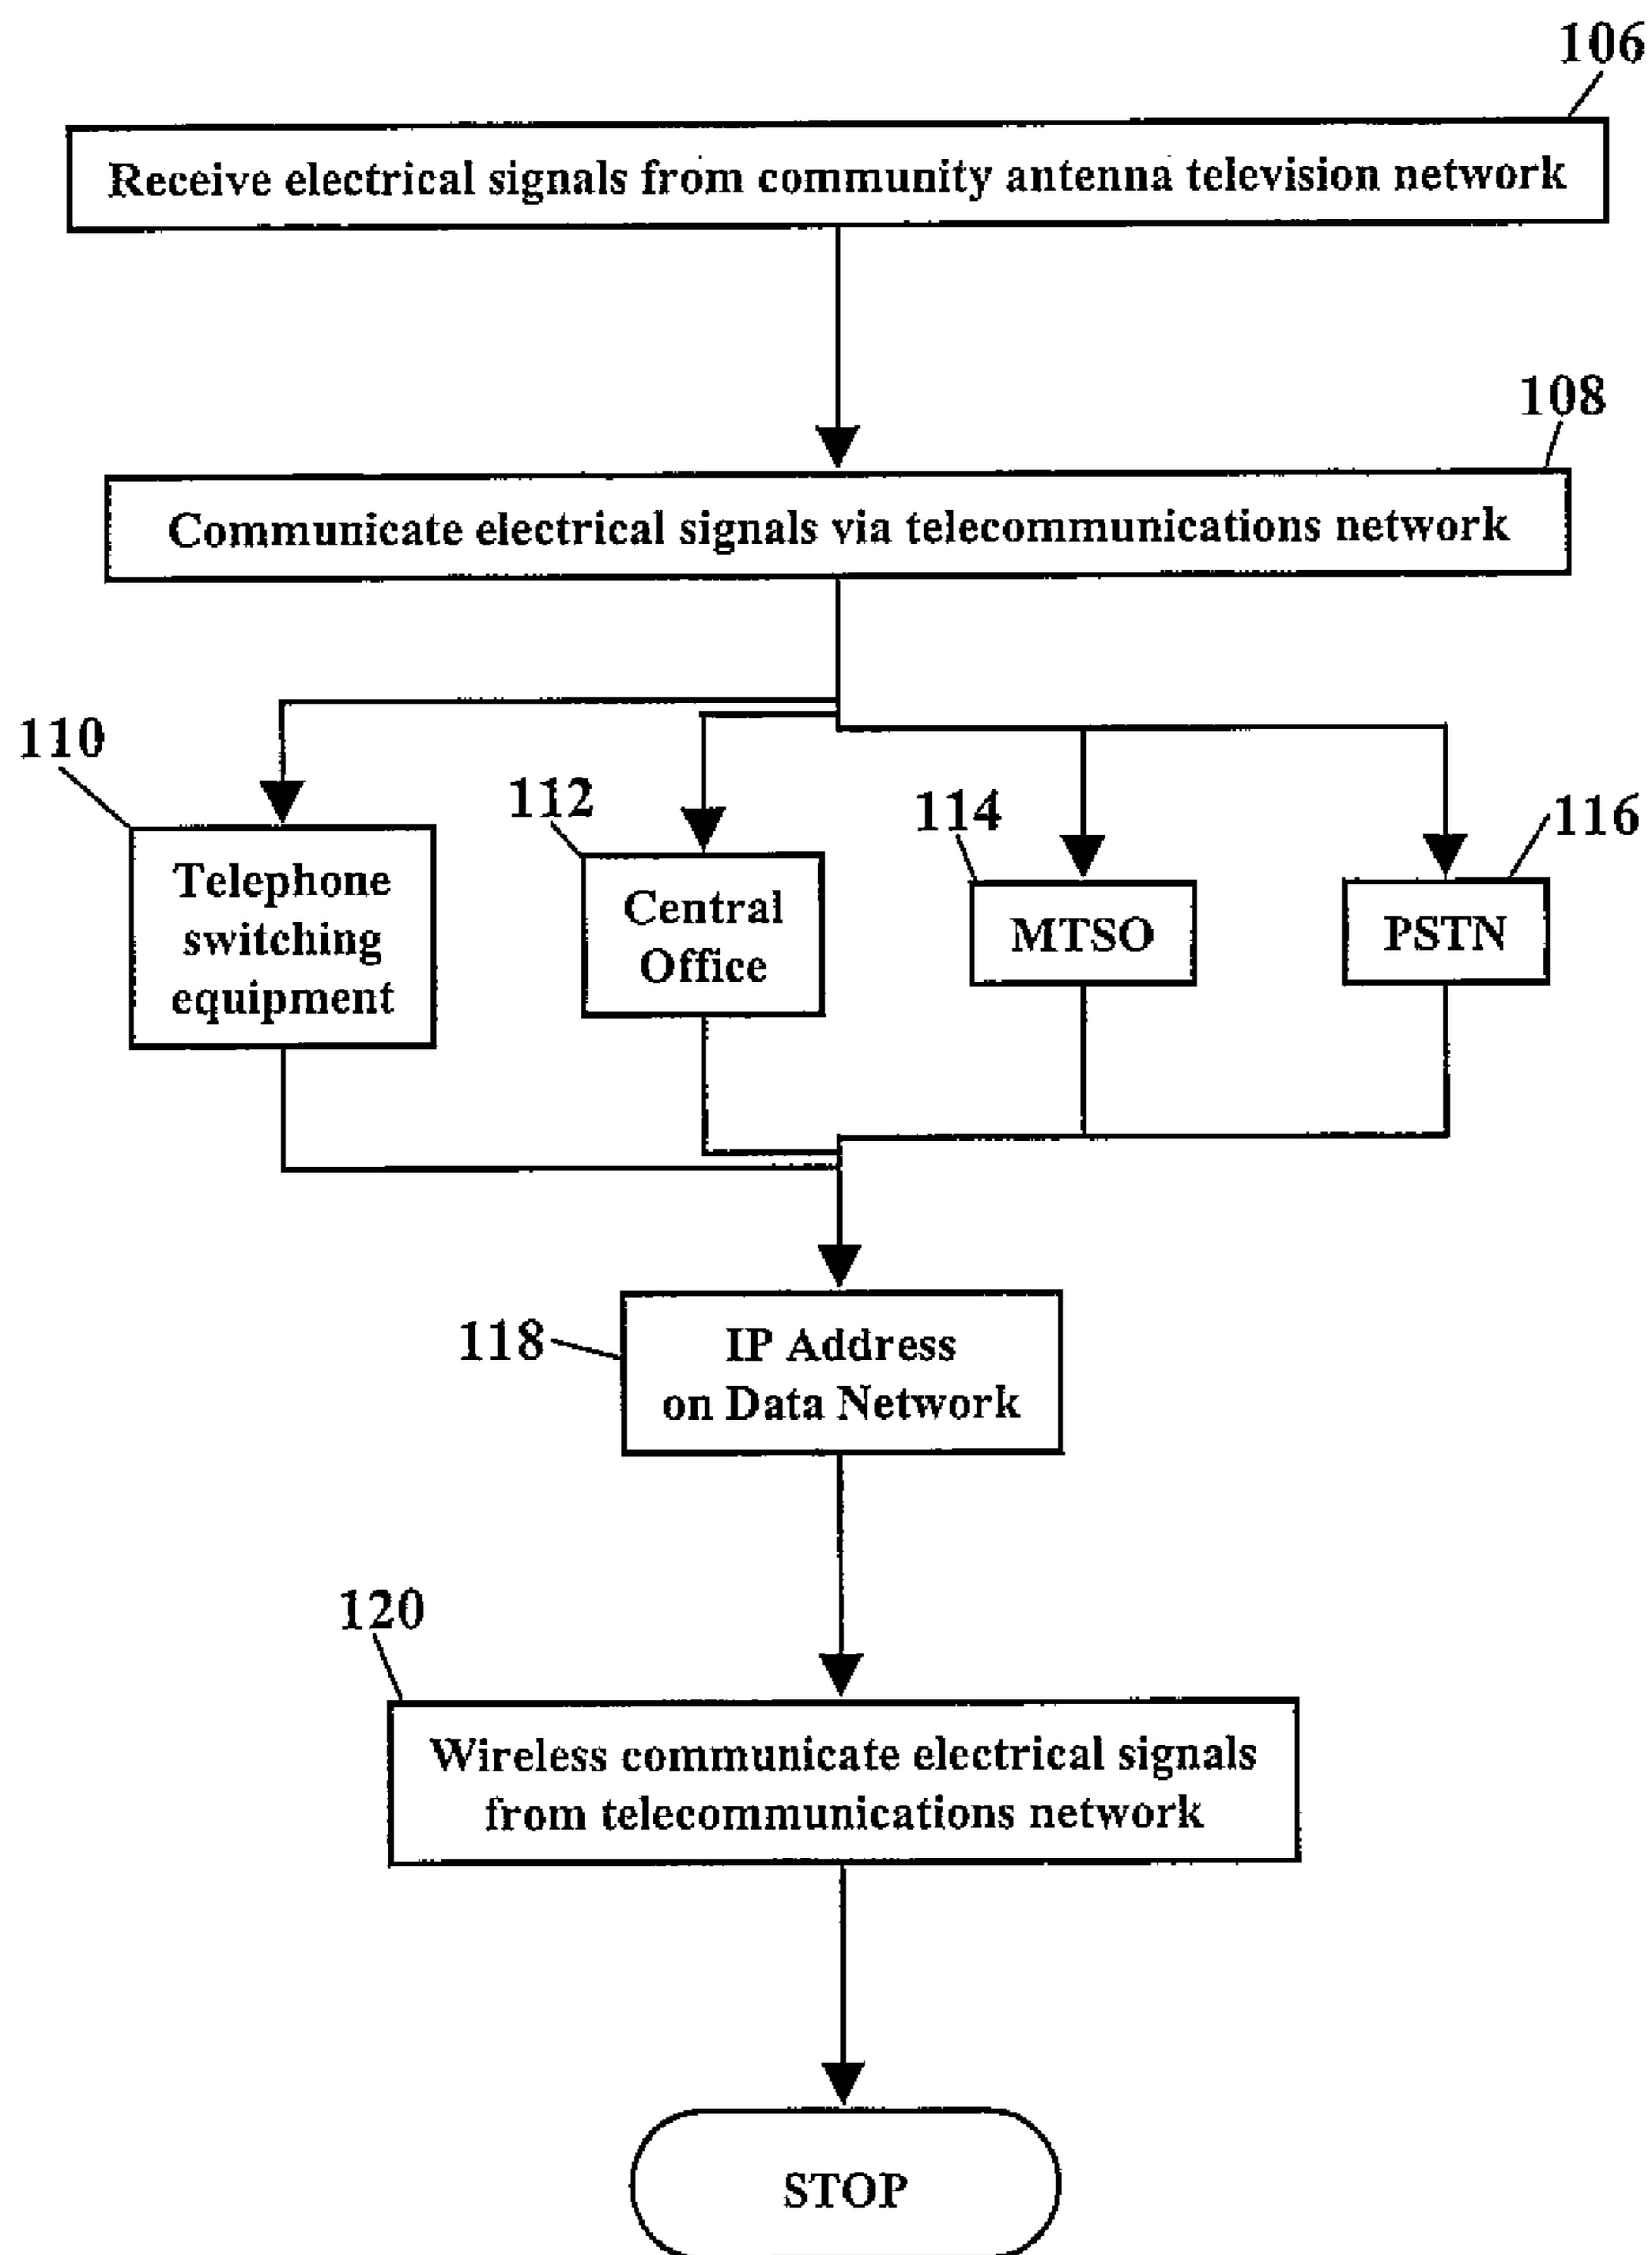 106
Receive electrical signals from community antenna television network
108
Communicate electrical signals via telecommunications network
110
Telephone
switching
equipment
112
Central
Office
114
MTSO
116
PSTN
118
IP Address
on Data Network
120
Wireless communicate electrical signals
from telecommunications network
STOP